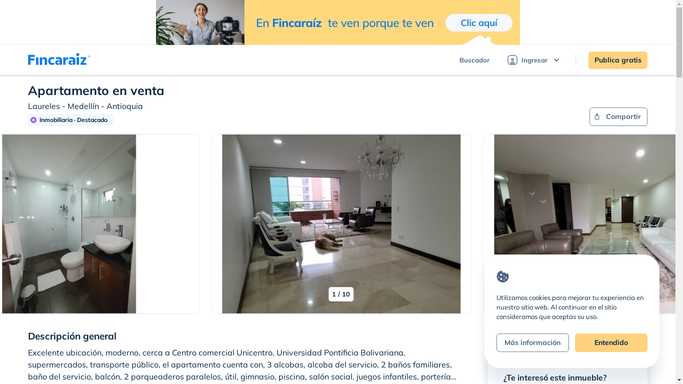 En Fincaraíz te ven porque te ven
Clic aquí
Fincaraiz
Buscador
Ingresar
Publica gratis
Apartamento en venta
Laureles - Medellín - Antioquia
Inmobiliaria · Destacado
Compartir
1 / 10
Utilizamos cookies para mejorar tu experiencia en
nuestro sitio web. Al continuar en el sitio
consideramos que aceptas su uso.
Más información
Entendido
Descripción general
Excelente ubicación, moderno, cerca a Centro comercial Unicentro, Universidad Pontificia Bolivariana,
supermercados, transporte público, el apartamento cuenta con, 3 alcobas, alcoba del servicio, 2 baños familiares,
baño del servicio, balcón, 2 parqueaderos paralelos, útil, gimnasio, piscina, salón social, juegos infantiles, portería...
¿Te interesó este inmueble?